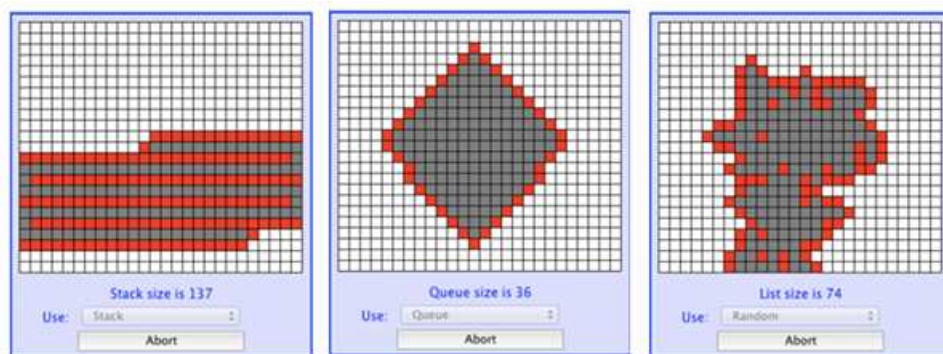 Stack size is 137
Use: Stack
Abort
Queue size is 36
Use: Queue
Abort
List size is 74
Use: Random
Abort